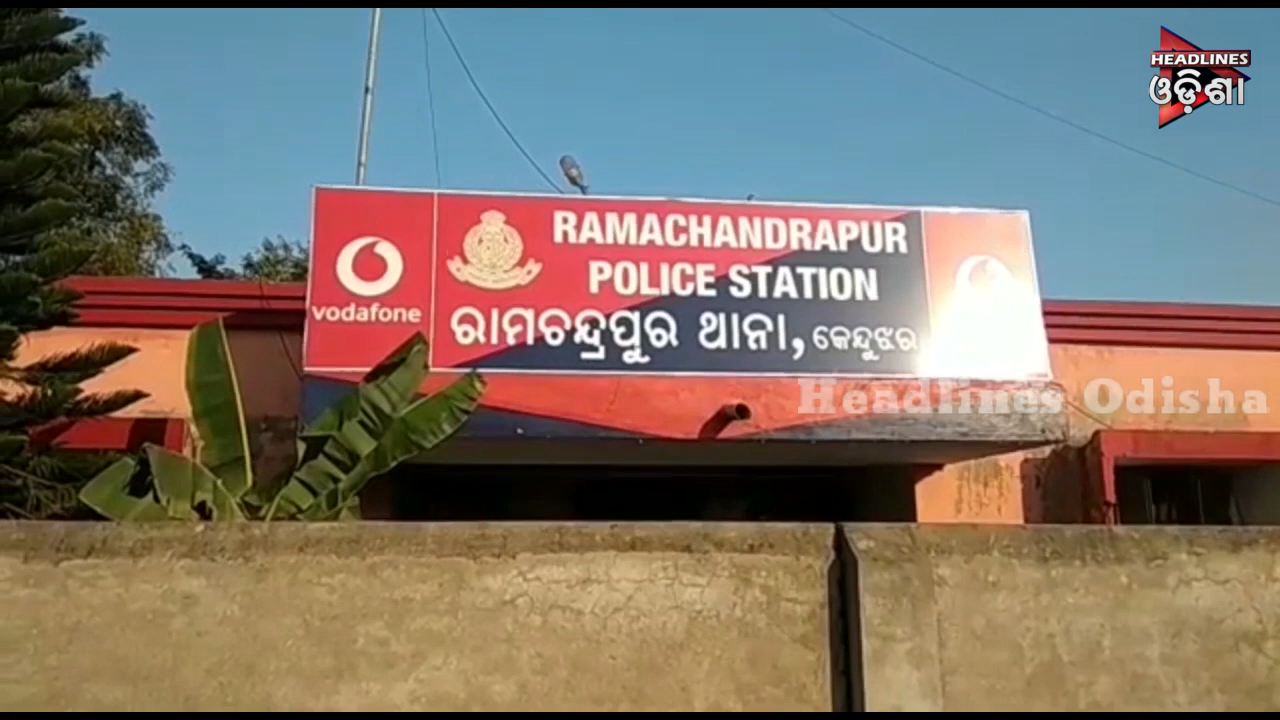 HEADLINES
ଓଡ଼ିଶା
RAMACHANDRAPUR
POLICE STATION
vodafone
ରାମଚନ୍ଦ୍ରପୁର ଥାନା, କେନ୍ଦୁଝର
Headlines Odisha